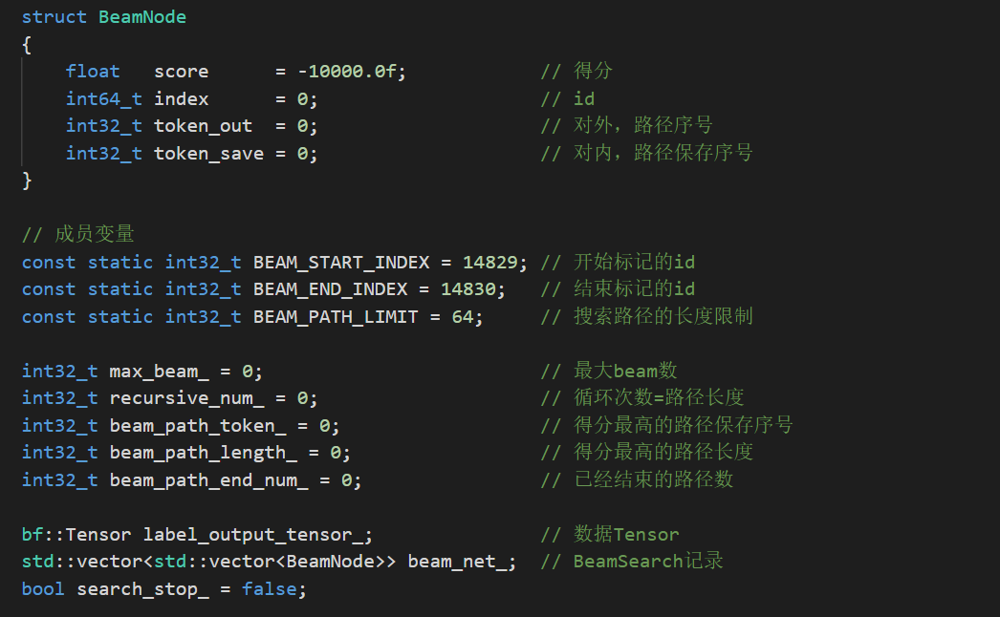 struct BeamNode
{
    float   score      = -10000.0f;            // 得分
    int64_t index      = 0;                    // id
    int32_t token_out  = 0;                    // 对外，路径序号
    int32_t token_save = 0;                    // 对内，路径保存序号
}
// 成员变量
const static int32_t BEAM_START_INDEX = 14829; // 开始标记的id
const static int32_t BEAM_END_INDEX = 14830;   // 结束标记的id
const static int32_t BEAM_PATH_LIMIT = 64;     // 搜索路径的长度限制
int32_t max_beam_ = 0;                         // 最大beam数
int32_t recursive_num_ = 0;                    // 循环次数=路径长度
int32_t beam_path_token_ = 0;                  // 得分最高的路径保存序号
int32_t beam_path_length_ = 0;                 // 得分最高的路径长度
int32_t beam_path_end_num_ = 0;                // 已经结束的路径数
bf::Tensor label_output_tensor_;               // 数据Tensor
std::vector<std::vector<BeamNode>> beam_net_;  // BeamSearch记录
bool search_stop_ = false;